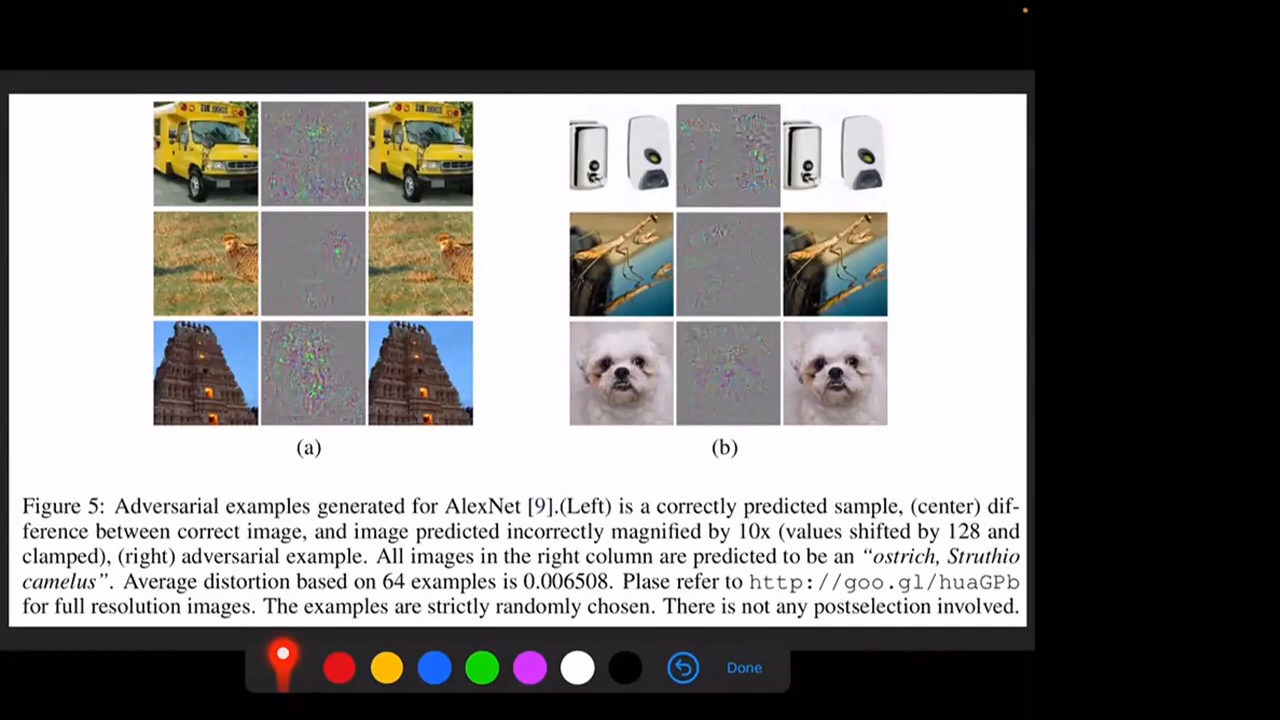 (a)
(b)
Figure 5: Adversarial examples generated for AlexNet [9].(Left) is a correctly predicted sample, (center) dif-
ference between correct image, and image predicted incorrectly magnified by 10x (values shifted by 128 and
clamped), (right) adversarial example. All images in the right column are predicted to be an “ostrich, Struthio
camelus”. Average distortion based on 64 examples is 0.006508. Plase refer to http://goo.gl/huaGPb
for full resolution images. The examples are strictly randomly chosen. There is not any postselection involved.
Done